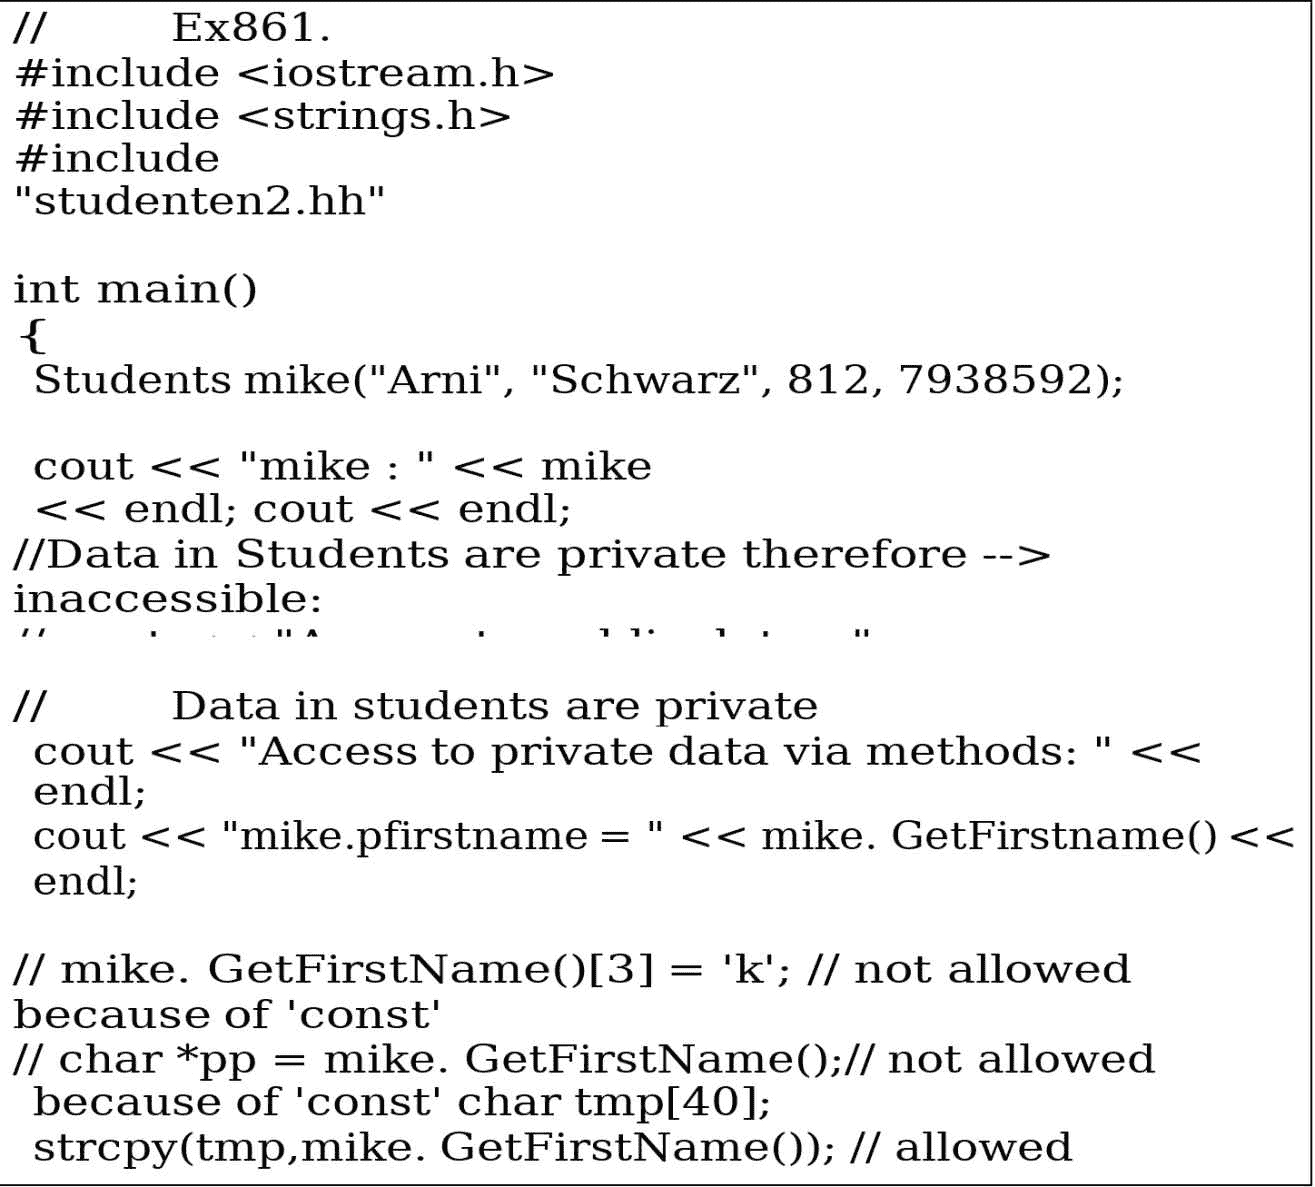 // Ex861.
#include <iostream.h>
#include <strings.h>
#include
"studenten2.hh"
int main()
{
Students mike("Arni", "Schwarz", 812, 7938592);
cout << "mike : " << mike
<< endl; cout << endl;
//Data in Students are private therefore -->
inaccessible:
// Data in students are private
cout << "Access to private data via methods: " <<
endl;
cout << "mike.pfirstname = " << mike. GetFirstname() <<
endl;
// mike. GetFirstName()[3] = 'k'; // not allowed
because of 'const'
// char *pp = mike. GetFirstName();// not allowed
because of 'const' char tmp[40];
strcpy(tmp,mike. GetFirstName()); // allowed